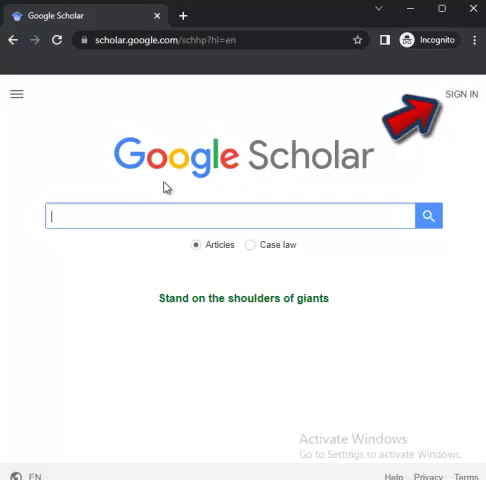 Google Scholar
scholar.google.com/schhp?hl=en
Incognito
SIGN IN
Google Scholar
Articles
Case law
Stand on the shoulders of giants
Activate Windows
Go to Settings to activate Windows.
EN
Help
Privacy
Terms